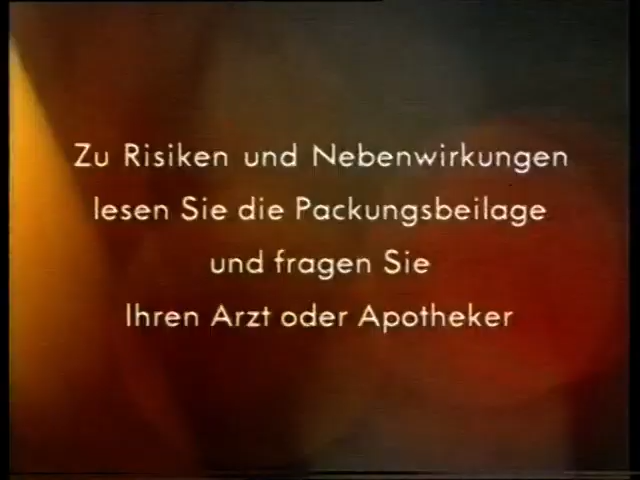 Zu Risiken und Nebenwirkungen
lesen Sie die Packungsbeilage
und fragen Sie
Ihren Arzt oder Apotheker